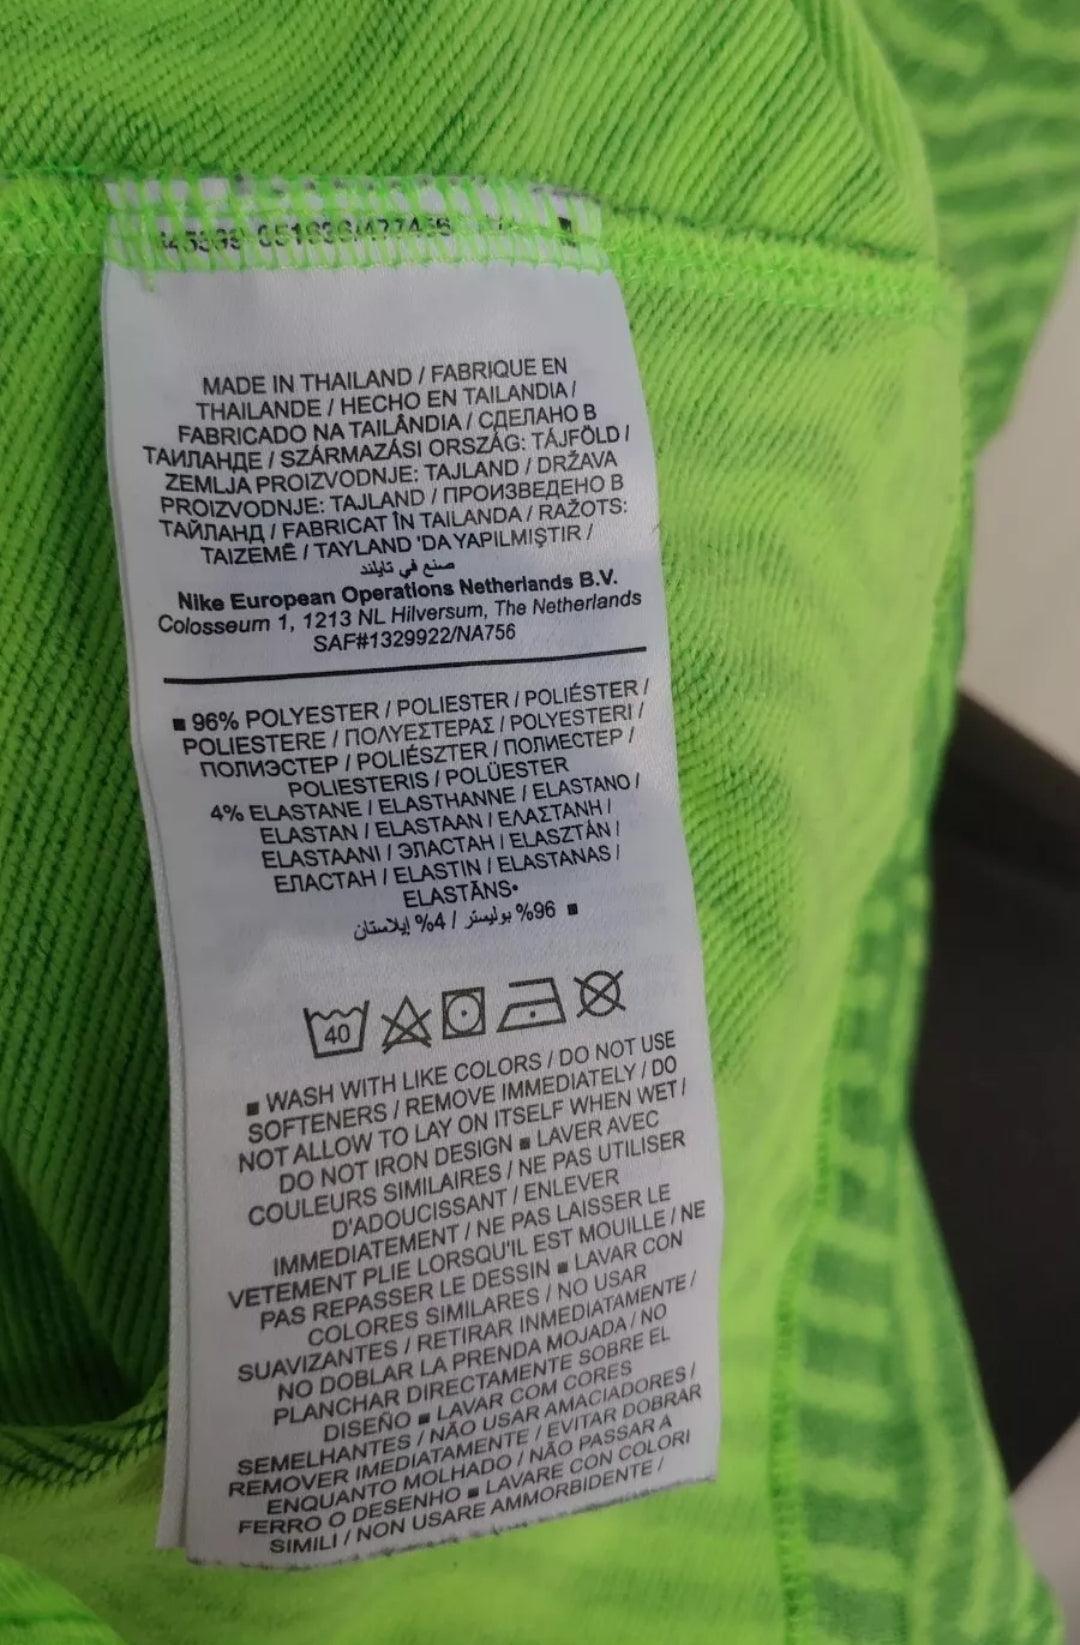 MADE IN THAILAND / FABRIQUE EN
THAILANDE / HECHO EN TAILANDIA /
FABRICADO NA TAILÂNDIA / СДЕЛАНО В
ТАИЛАНДЕ / SZÁRMAZÁSI ORSZÁG: TÁJFÖLD /
ZEMLJA PROIZVODNJE: TAJLAND / DRŽAVA
PROIZVODNJE: TAJLAND / ПРОИЗВЕДЕНО В
ТАЙЛАНД / FABRICAT ÎN TAILANDA / RAŽOTS:
TAIZEMĒ / TAYLAND 'DA YAPILMIŞTIR /
صنع في تايلند
Nike European Operations Netherlands B.V.
Colosseum 1, 1213 NL Hilversum, The Netherlands
SAF#1329922/NA756
■ 96% POLYESTER / POLIESTER / POLIÉSTER /
POLIESTERE / ΠΟΛΥΕΣΤΕΡΑΣ / POLYESTERI /
ПОЛИЭСТЕР / POLIÉSZTER / ПОЛИЕСТЕР /
POLIESTERIS / POLÜESTER
4% ELASTANE / ELASTHANNE / ELASTANO /
ELASTAN / ELASTAAN / ΕΛΑΣΤΑΝΗ /
ELASTAANI / ЭЛАСТАН / ELASZTÁN /
ЕЛАСТАН / ELASTIN / ELASTANAS /
ELASTĀNS•
■ 96% بوليستر / 4% إيلاستان
40
■ WASH WITH LIKE COLORS / DO NOT USE
SOFTENERS / REMOVE IMMEDIATELY / DO
NOT ALLOW TO LAY ON ITSELF WHEN WET /
DO NOT IRON DESIGN ■ LAVER AVEC
COULEURS SIMILAIRES / NE PAS UTILISER
D'ADOUCISSANT / ENLEVER
IMMEDIATEMENT / NE PAS LAISSER LE
VETEMENT PLIE LORSQU'IL EST MOUILLE / NE
PAS REPASSER LE DESSIN ■ LAVAR CON
COLORES SIMILARES / NO USAR
SUAVIZANTES / RETIRAR INMEDIATAMENTE /
NO DOBLAR LA PRENDA MOJADA / NO
PLANCHAR DIRECTAMENTE SOBRE EL
DISEÑO ■ LAVAR COM CORES
SEMELHANTES / NÃO USAR AMACIADORES /
REMOVER IMEDIATAMENTE / EVITAR DOBRAR
ENQUANTO MOLHADO / NÃO PASSAR A
FERRO O DESENHO ■ LAVARE CON COLORI
SIMILI / NON USARE AMMORBIDENTE /